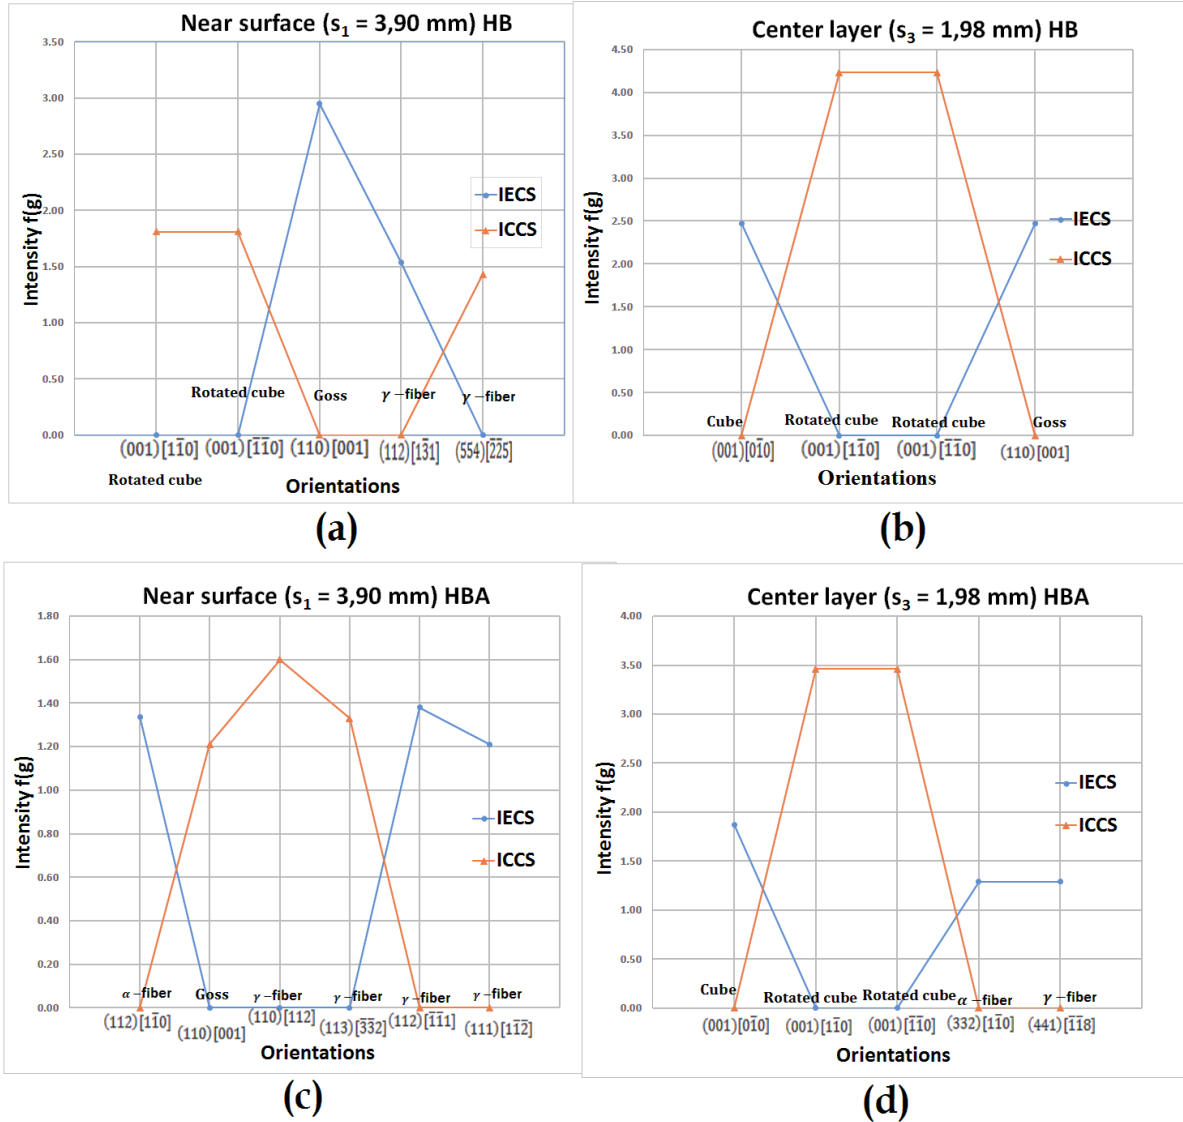 Near surface (s₁ = 3,90 mm) HB
3.50
3.00
2.50
2.00
1.50
1.00
0.50
0.00
Intensity f(g)
IECS
ICCS
Rotated cube
Goss
γ –fiber
γ –fiber
(001)[11̅0]
(001)[1̅1̅0]
(110)[001]
(112)[13̅1]
(554)[2̅2̅5]
Rotated cube
Orientations
(a)
Center layer (s₃ = 1,98 mm) HB
4.50
4.00
3.50
3.00
2.50
2.00
1.50
1.00
0.50
0.00
Intensity f(g)
IECS
ICCS
Cube
Rotated cube
Rotated cube
Goss
(001)[01̅0]
(001)[11̅0]
(001)[1̅1̅0]
(110)[001]
Orientations
(b)
Near surface (s₁ = 3,90 mm) HBA
1.80
1.60
1.40
1.20
1.00
0.80
0.60
0.40
0.20
0.00
Intensity f(g)
IECS
ICCS
α –fiber
Goss
γ –fiber
γ –fiber
γ –fiber
γ –fiber
(112)[11̅0]
(110)[001]
(110)[1̅12]
(113)[3̅3̅2]
(112)[1̅1̅1]
(111)[11̅2̅]
Orientations
(c)
Center layer (s₃ = 1,98 mm) HBA
4.00
3.50
3.00
2.50
2.00
1.50
1.00
0.50
0.00
Intensity f(g)
IECS
ICCS
Cube
Rotated cube
Rotated cube
α –fiber
γ –fiber
(001)[01̅0]
(001)[11̅0]
(001)[1̅1̅0]
(332)[11̅0]
(441)[1̅1̅8]
Orientations
(d)